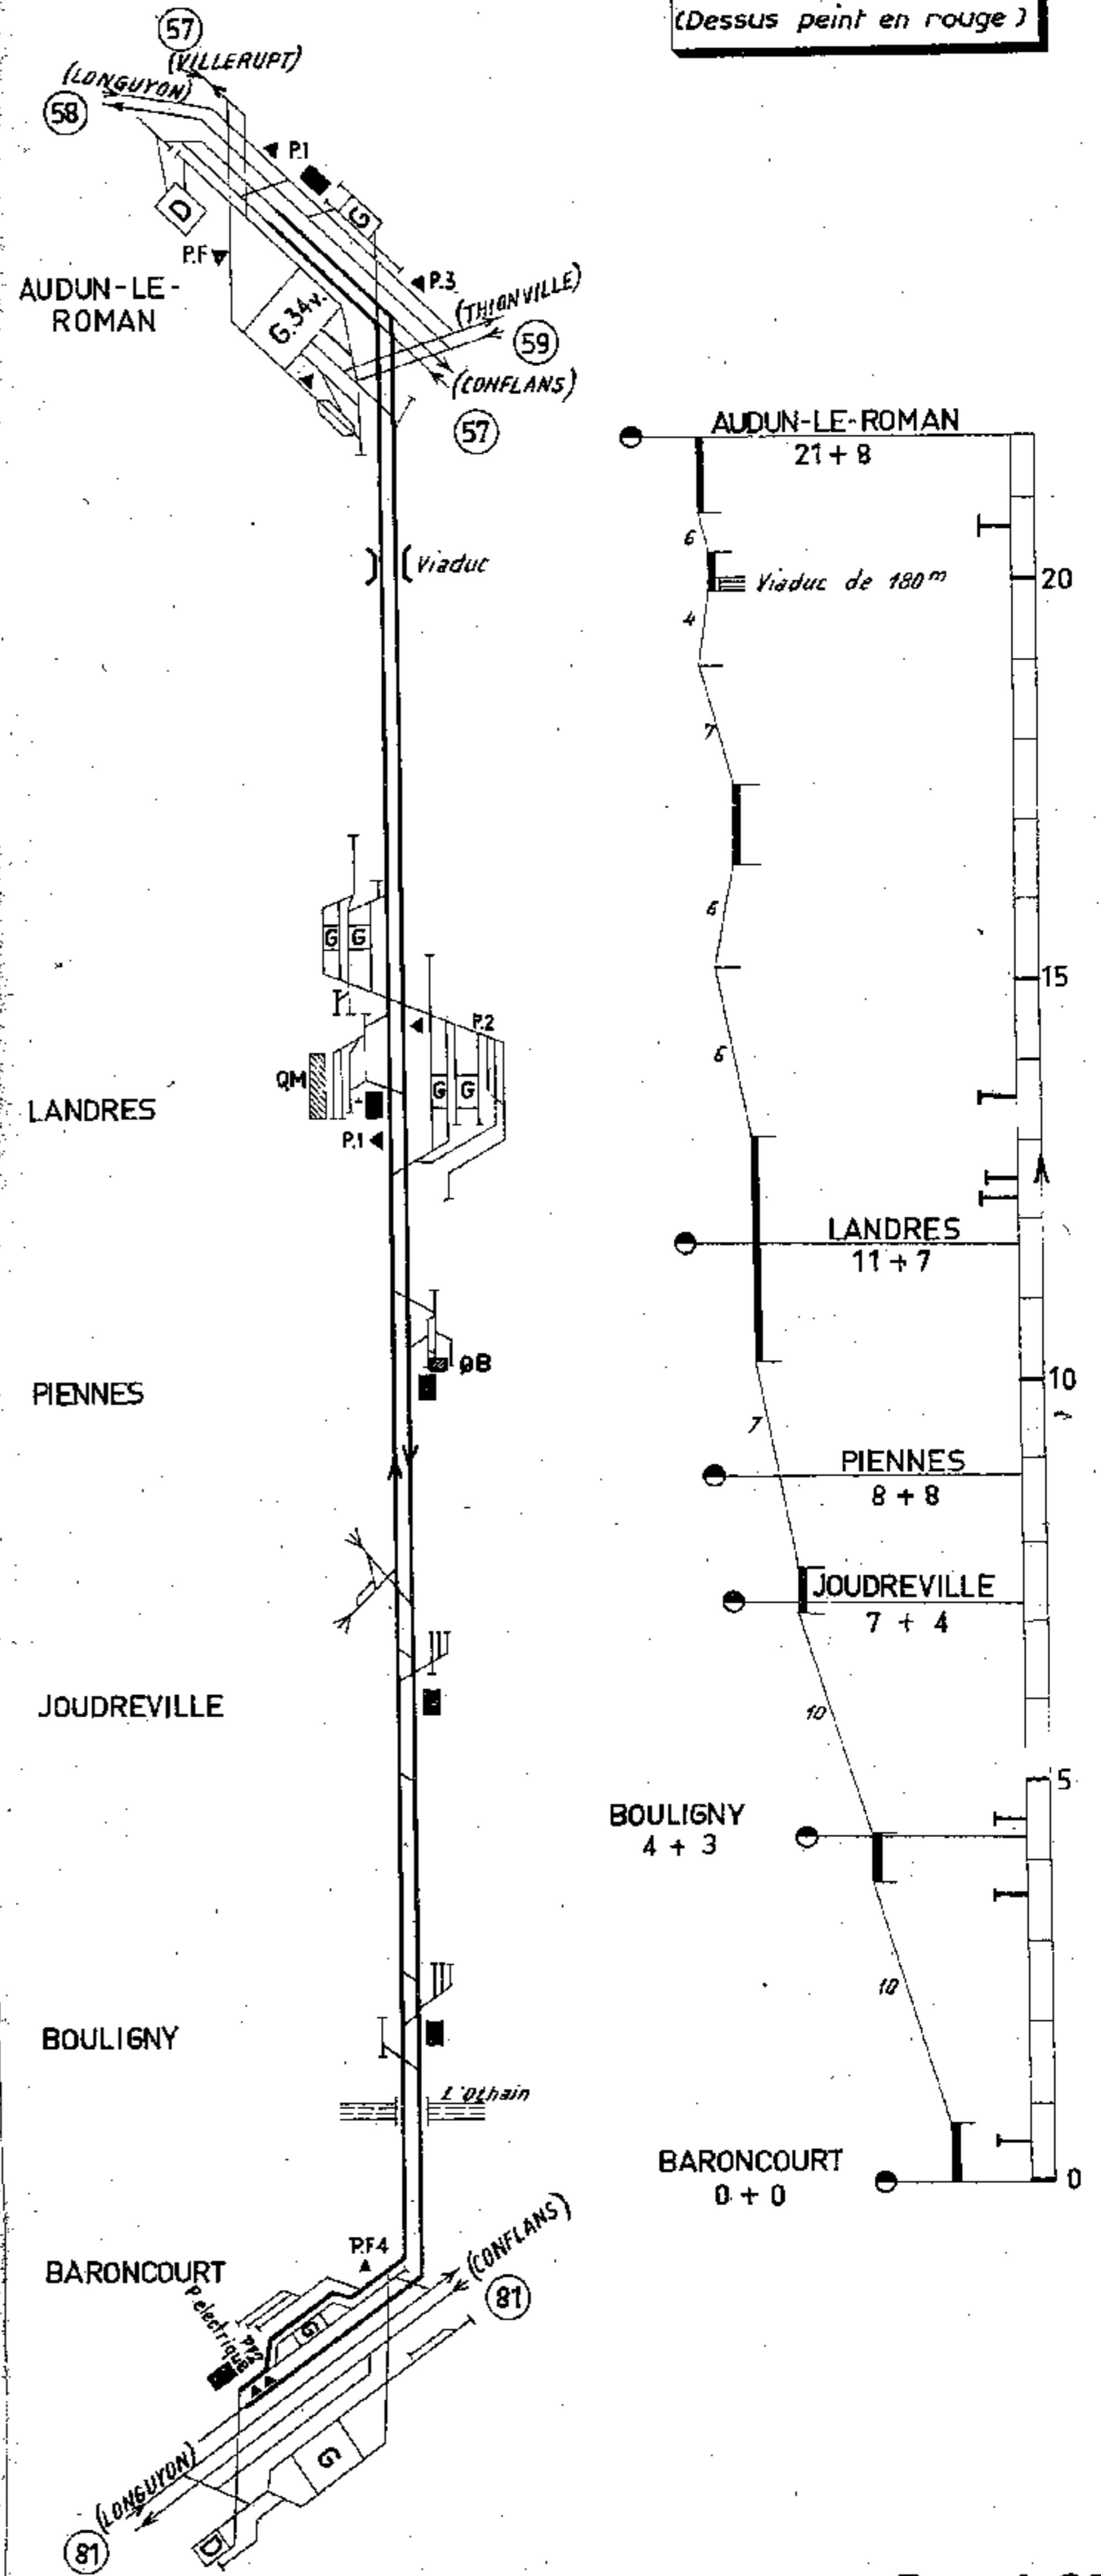 (Dessus peint en rouge)
57
(VILLERUPT)
(LONGUYON)
58
P.1
D
G
P.F
P.3
AUDUN-LE-
ROMAN
G.34v.
(THIONVILLE)
59
(CONFLANS)
57
Viaduc
G G
P.2
QM
G G
LANDRES
P.1
ØB
PIENNES
JOUDREVILLE
BOULIGNY
L'Othain
P.F4
(CONFLANS)
BARONCOURT
81
P. électrique
G
G
(LONGUYON)
D
81
AUDUN-LE-ROMAN
21 + 8
6
Viaduc de 180m
20
4
7
6
15
6
LANDRES
11 + 7
10
7
PIENNES
8 + 8
JOUDREVILLE
7 + 4
10
5
BOULIGNY
4 + 3
10
BARONCOURT
0 + 0
0